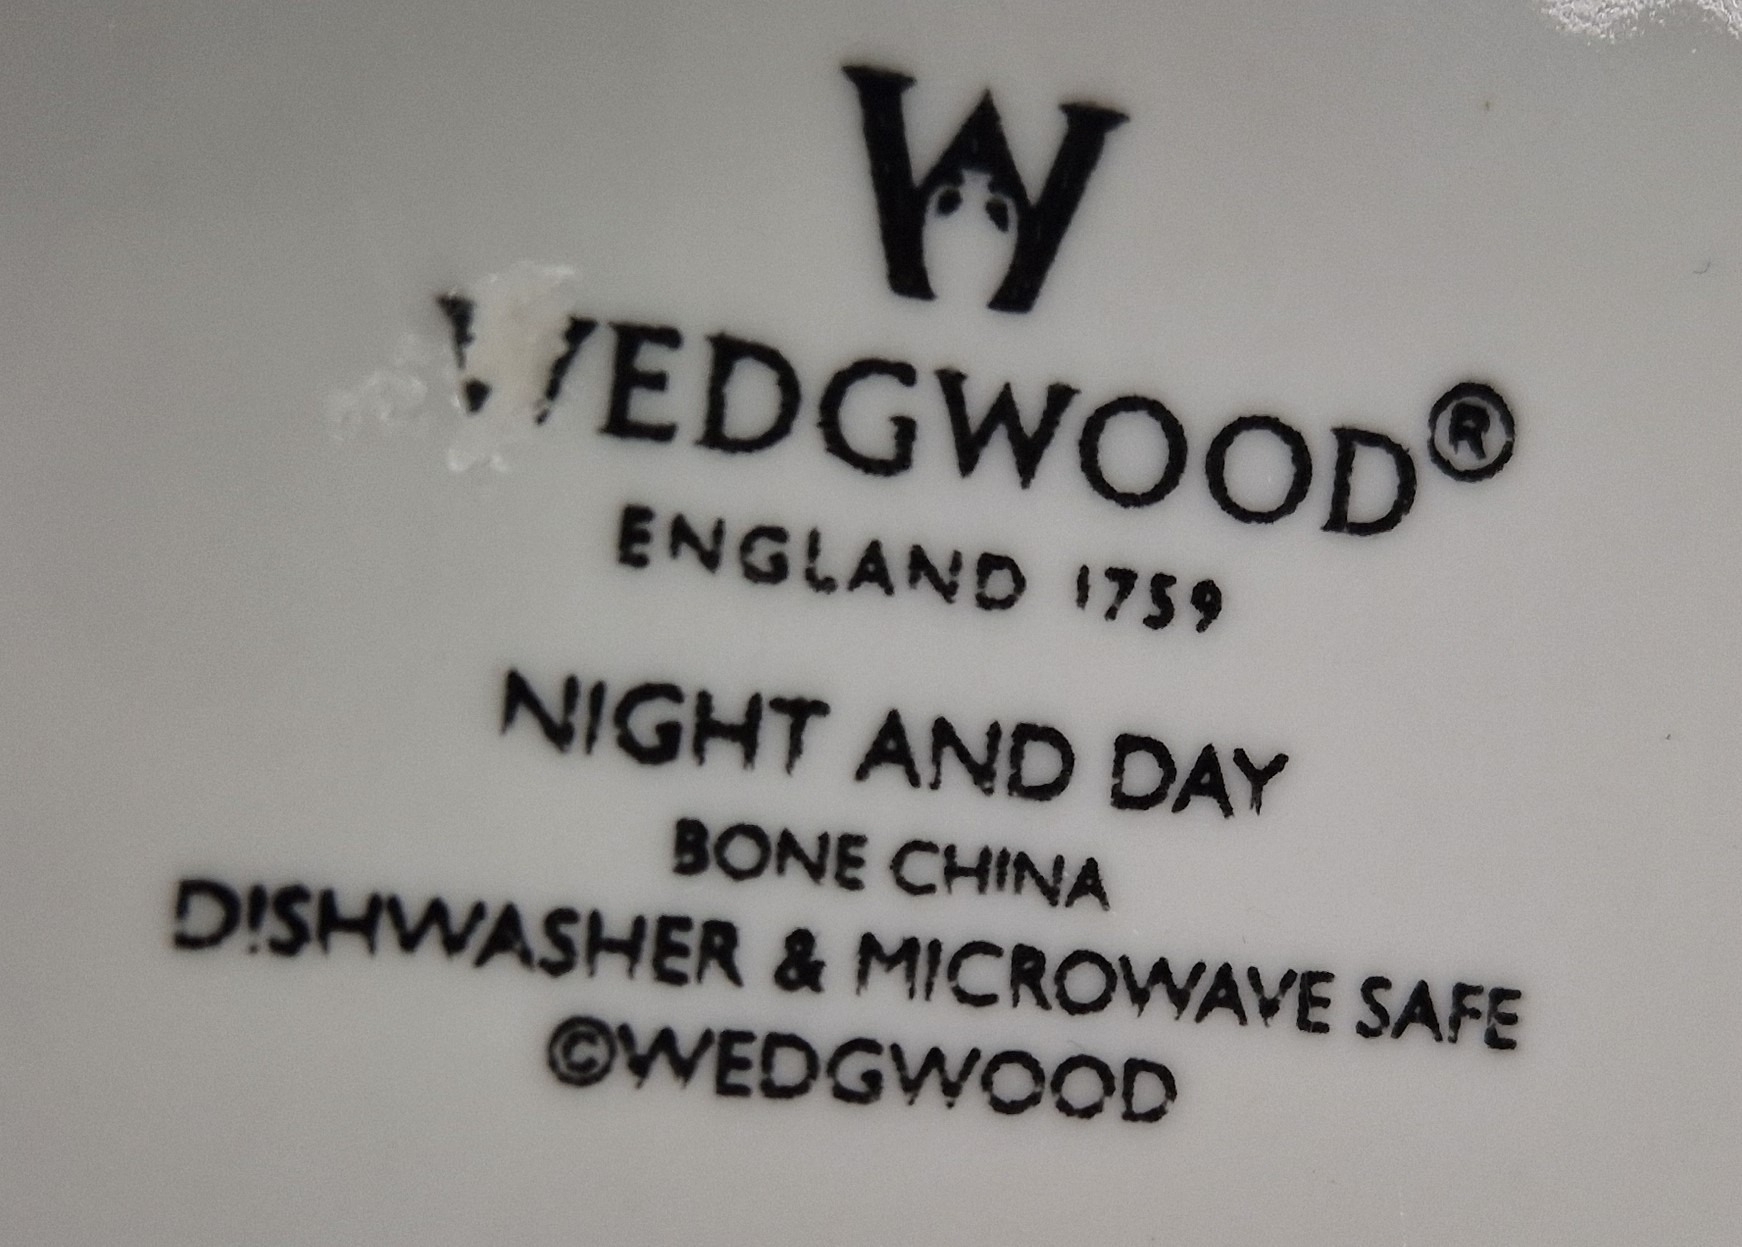 W
WEDGWOOD®
ENGLAND 1759
NIGHT AND DAY
BONE CHINA
DISHWASHER & MICROWAVE SAFE
©WEDGWOOD